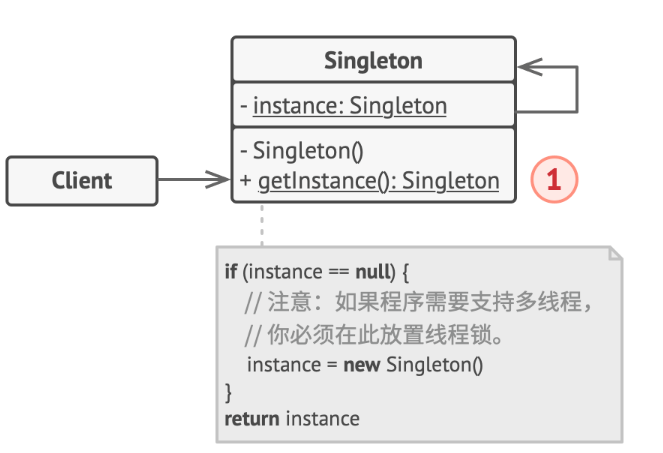 Singleton
- instance: Singleton
- Singleton()
+ getInstance(): Singleton
Client
1
if (instance == null) {
// 注意：如果程序需要支持多线程，
// 你必须在此放置线程锁。
instance = new Singleton()
}
return instance